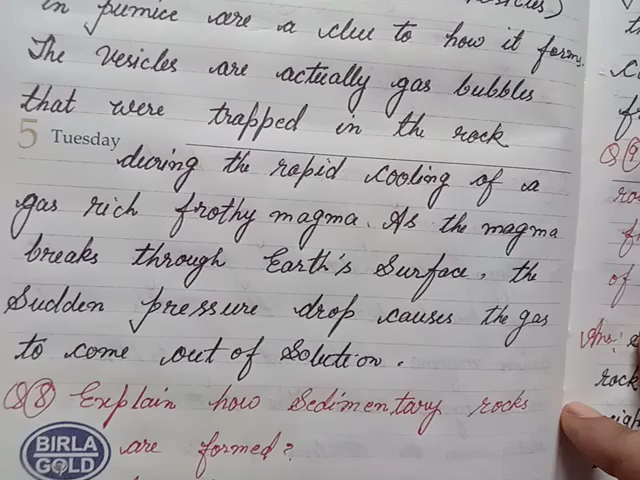 in pumice are a clue to how it forms.
The vesicles are actually gas bubbles
that were trapped in the rock
5 Tuesday
during the rapid cooling of a
gas rich frothy magma. As the magma
breaks through Earth's Surface, the
Sudden pressure drop causes the gas
to come out of Solution.
Q8 Explain how Sedimentary rocks
are formed?
BIRLA
GOLD
of
Ans:
rock